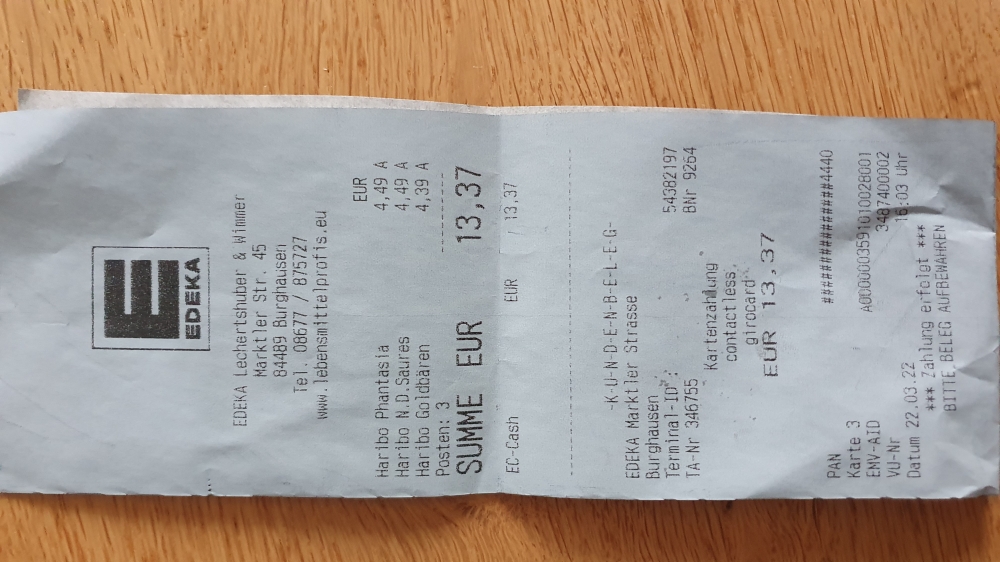 E
EDEKA
EDEKA Lechertshuber & Wimmer
Marktler Str. 45
84489 Burghausen
Tel. 08677 / 875727
www.lebensmittelprofis.eu
EUR
Haribo Phantasia 4,49 A
Haribo N.D.Saures 4,49 A
Haribo Goldbären 4,39 A
Posten: 3
SUMME EUR 13,37
EC-Cash EUR 13,37
-K-U-N-D-E-N-B-E-L-E-G-
EDEKA Marktler Strasse
Burghausen
Terminal-ID : 54382197
TA-Nr 346755 BNr 9264
Kartenzahlung
contactless
girocard
EUR 13,37
PAN ###############4440
Karte 3
EMV-AID A00000003591010028001
VU-Nr 3487400002
Datum 22.03.22 16:03 Uhr
*** Zahlung erfolgt ***
BITTE BELEG AUFBEWAHREN